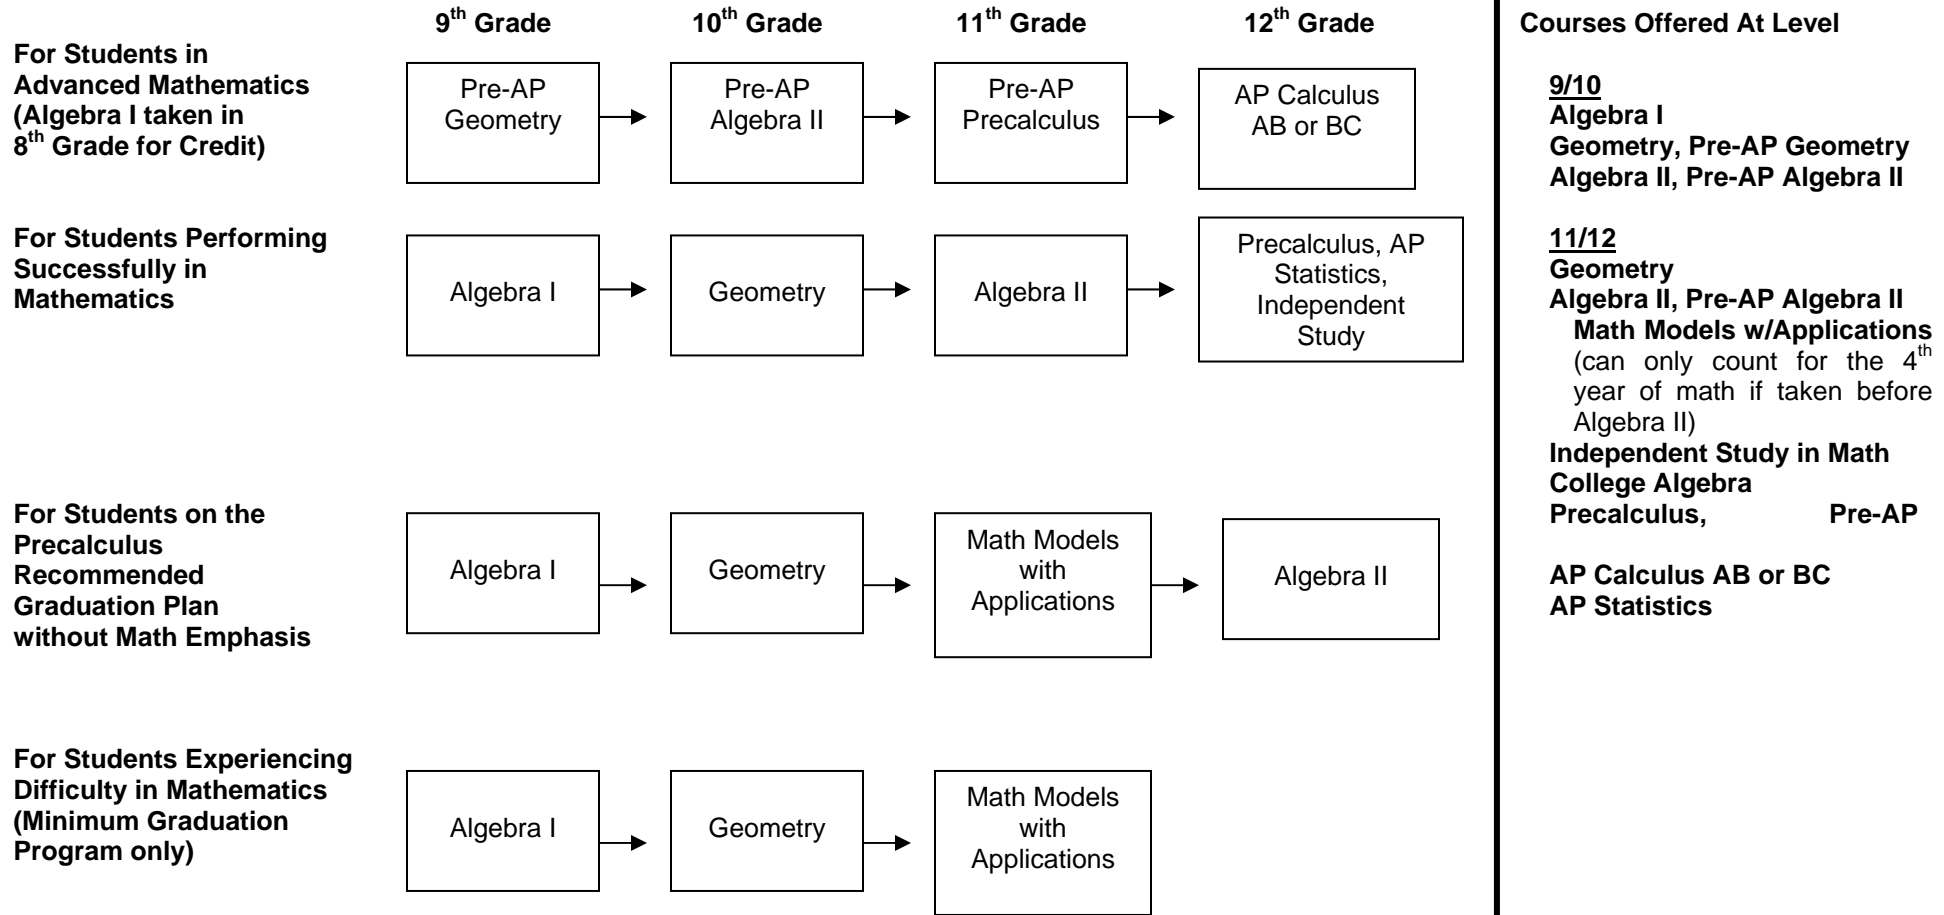 9th Grade
10th Grade
11th Grade
12th Grade
Courses Offered At Level
For Students in
Advanced Mathematics
(Algebra I taken in
8th Grade for Credit)
Pre-AP
Geometry
Pre-AP
Algebra II
Pre-AP
Precalculus
AP Calculus
AB or BC
For Students Performing
Successfully in
Mathematics
Algebra I
Geometry
Algebra II
Precalculus, AP
Statistics,
Independent
Study
For Students on the
Precalculus
Recommended
Graduation Plan
without Math Emphasis
Algebra I
Geometry
Math Models
with
Applications
Algebra II
For Students Experiencing
Difficulty in Mathematics
(Minimum Graduation
Program only)
Algebra I
Geometry
Math Models
with
Applications
9/10
Algebra I
Geometry, Pre-AP Geometry
Algebra II, Pre-AP Algebra II
11/12
Geometry
Algebra II, Pre-AP Algebra II
Math Models w/Applications
(can only count for the 4th
year of math if taken before
Algebra II)
Independent Study in Math
College Algebra
Precalculus, Pre-AP
AP Calculus AB or BC
AP Statistics